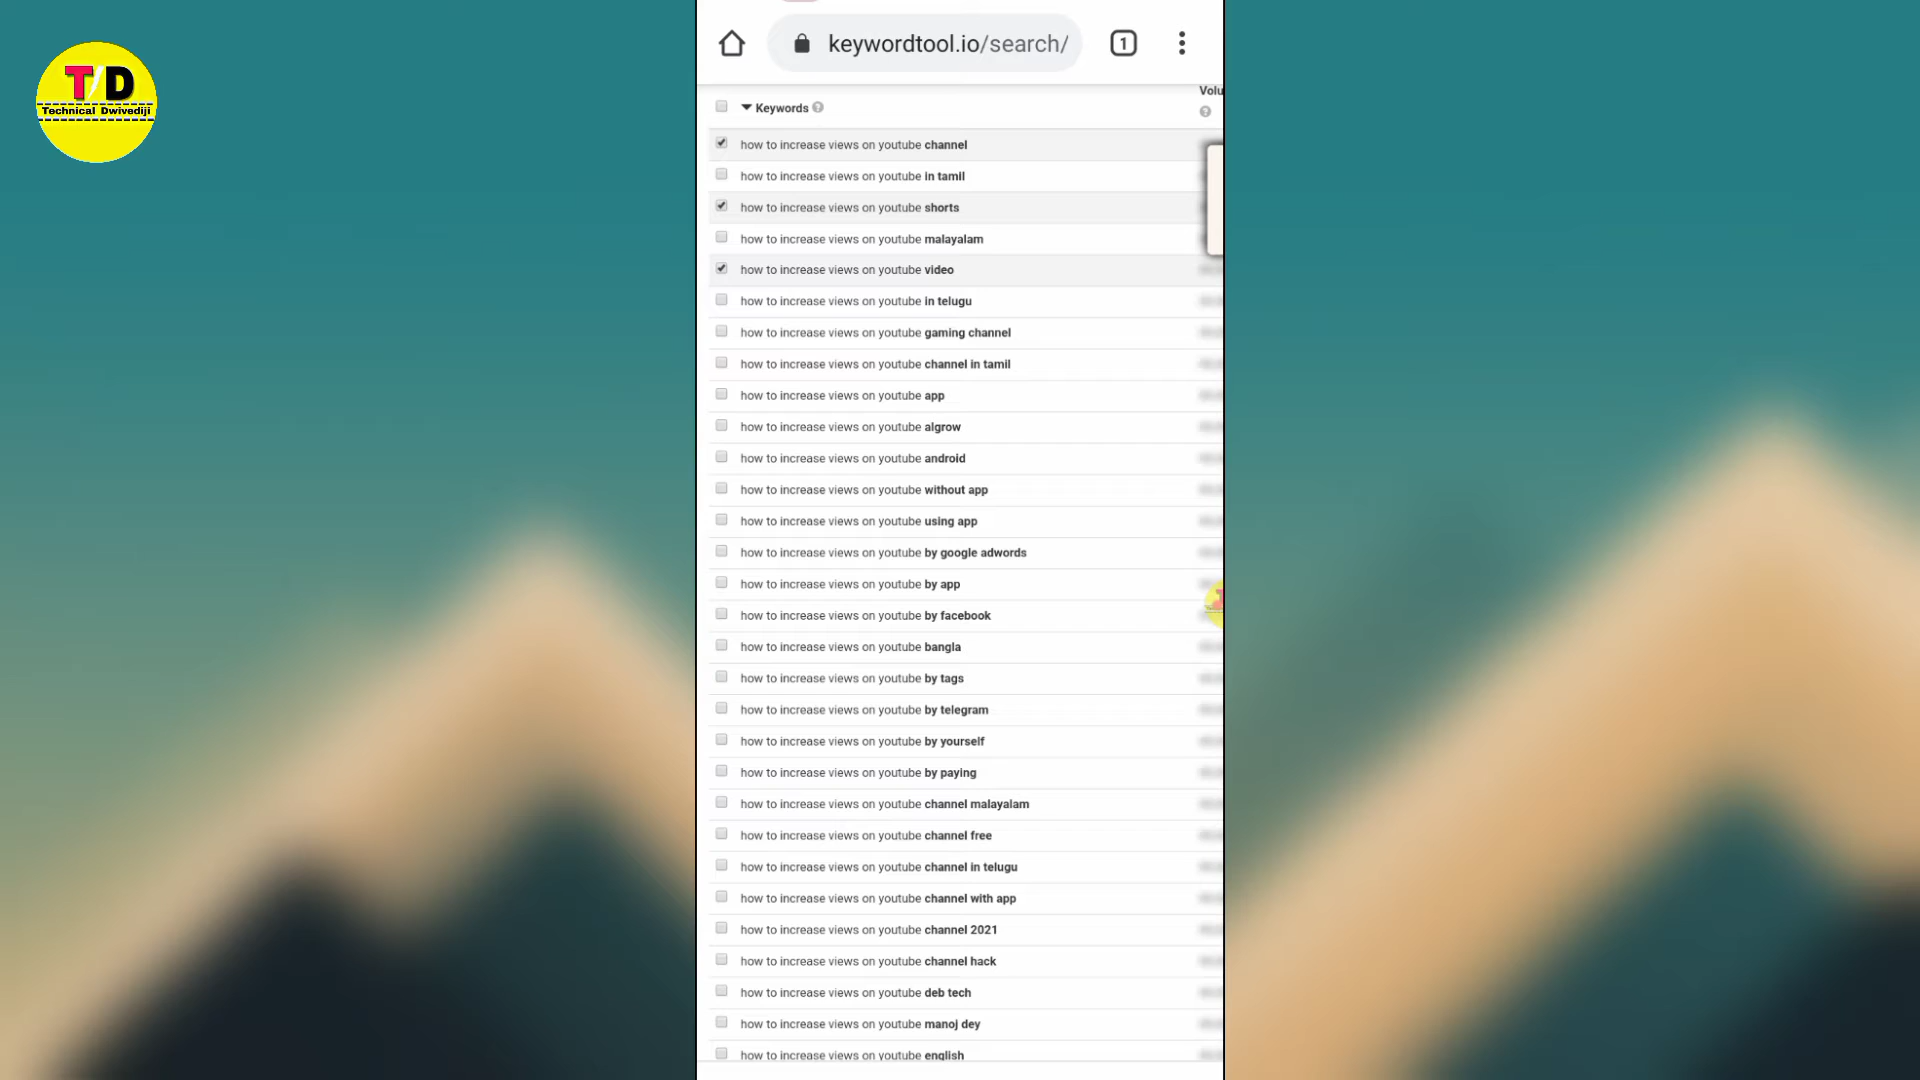 T/D
Technical Dwivediji
keywordtool.io/search/
1
Keywords
Volu
how to increase views on youtube channel
how to increase views on youtube in tamil
how to increase views on youtube shorts
how to increase views on youtube malayalam
how to increase views on youtube video
how to increase views on youtube in telugu
how to increase views on youtube gaming channel
how to increase views on youtube channel in tamil
how to increase views on youtube app
how to increase views on youtube algrow
how to increase views on youtube android
how to increase views on youtube without app
how to increase views on youtube using app
how to increase views on youtube by google adwords
how to increase views on youtube by app
how to increase views on youtube by facebook
how to increase views on youtube bangla
how to increase views on youtube by tags
how to increase views on youtube by telegram
how to increase views on youtube by yourself
how to increase views on youtube by paying
how to increase views on youtube channel malayalam
how to increase views on youtube channel free
how to increase views on youtube channel in telugu
how to increase views on youtube channel with app
how to increase views on youtube channel 2021
how to increase views on youtube channel hack
how to increase views on youtube deb tech
how to increase views on youtube manoj dey
how to increase views on youtube english